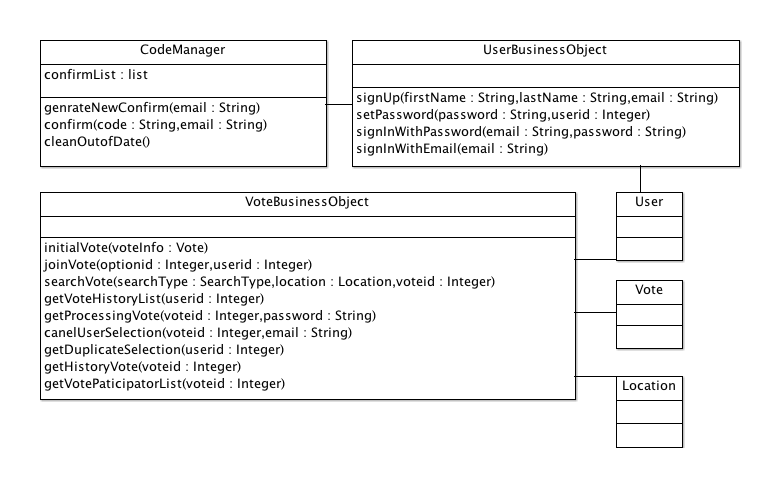 CodeManager
confirmList : list
genrateNewConfirm(email : String)
confirm(code : String,email : String)
cleanOutofDate()
UserBusinessObject
signUp(firstName : String,lastName : String,email : String)
setPassword(password : String,userid : Integer)
signInWithPassword(email : String,password : String)
signInWithEmail(email : String)
VoteBusinessObject
initialVote(voteInfo : Vote)
joinVote(optionid : Integer,userid : Integer)
searchVote(searchType : SearchType,location : Location,voteid : Integer)
getVoteHistoryList(userid : Integer)
getProcessingVote(voteid : Integer,password : String)
canelUserSelection(voteid : Integer,email : String)
getDuplicateSelection(userid : Integer)
getHistoryVote(voteid : Integer)
getVotePaticipatorList(voteid : Integer)
User
Vote
Location